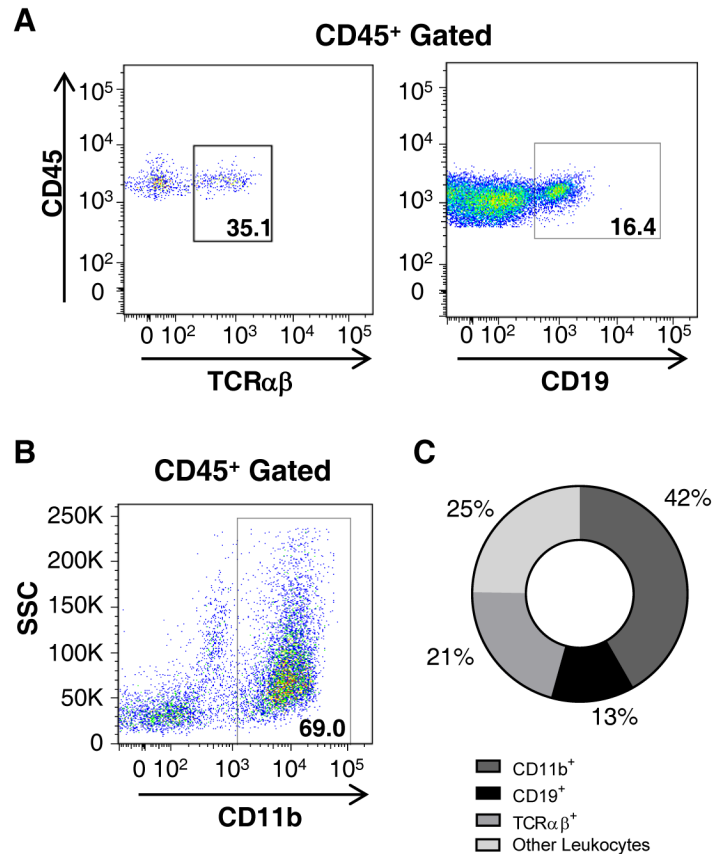 A
CD45⁺ Gated
CD45
10⁵
10⁴
10³
10²
0
35.1
0 10² 10³ 10⁴ 10⁵
TCRαβ
10⁵
10⁴
10³
10²
0
16.4
0 10² 10³ 10⁴ 10⁵
CD19
B
CD45⁺ Gated
SSC
250K
200K
150K
100K
50K
0
69.0
0 10² 10³ 10⁴ 10⁵
CD11b
C
25%
42%
21%
13%
CD11b⁺
CD19⁺
TCRαβ⁺
Other Leukocytes